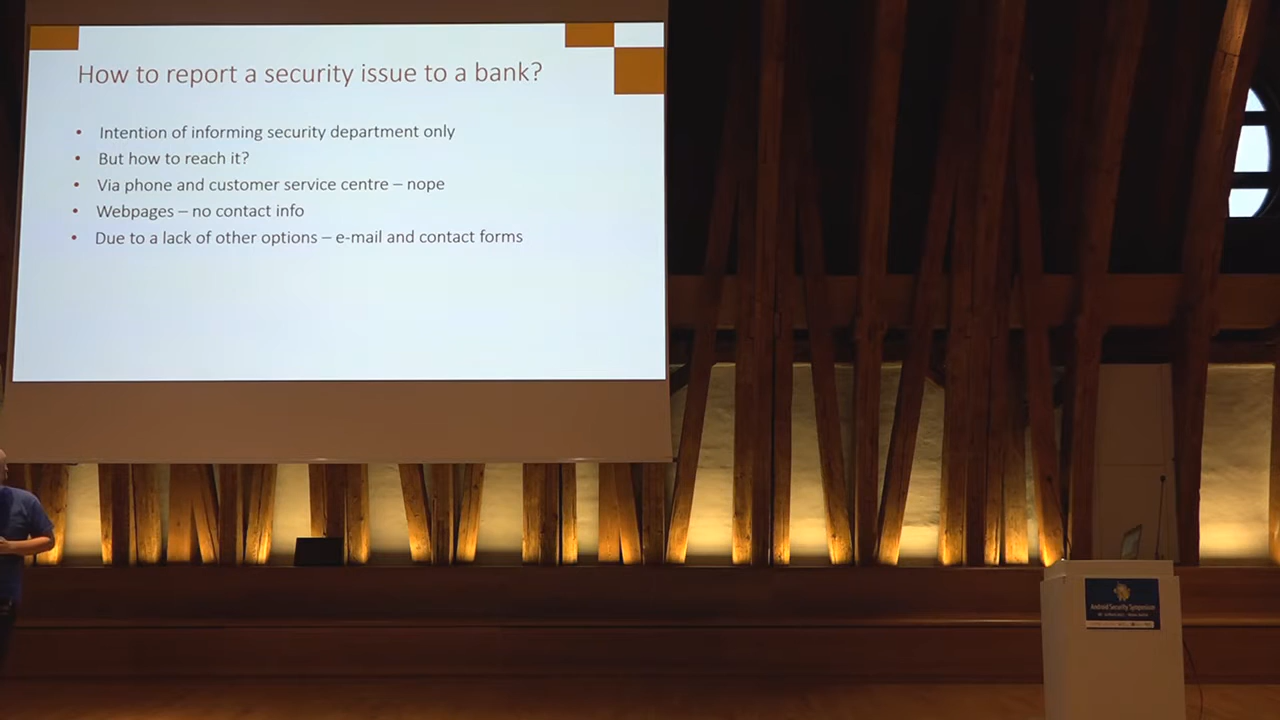 How to report a security issue to a bank?
• Intention of informing security department only
• But how to reach it?
• Via phone and customer service centre – nope
• Webpages – no contact info
• Due to a lack of other options – e-mail and contact forms
Android Security Symposium